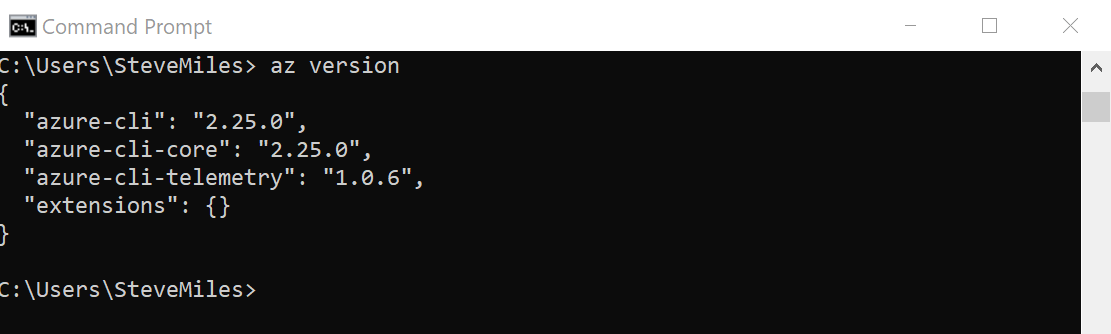 Command Prompt
C:\Users\SteveMiles> az version
{
  "azure-cli": "2.25.0",
  "azure-cli-core": "2.25.0",
  "azure-cli-telemetry": "1.0.6",
  "extensions": {}
}
C:\Users\SteveMiles>